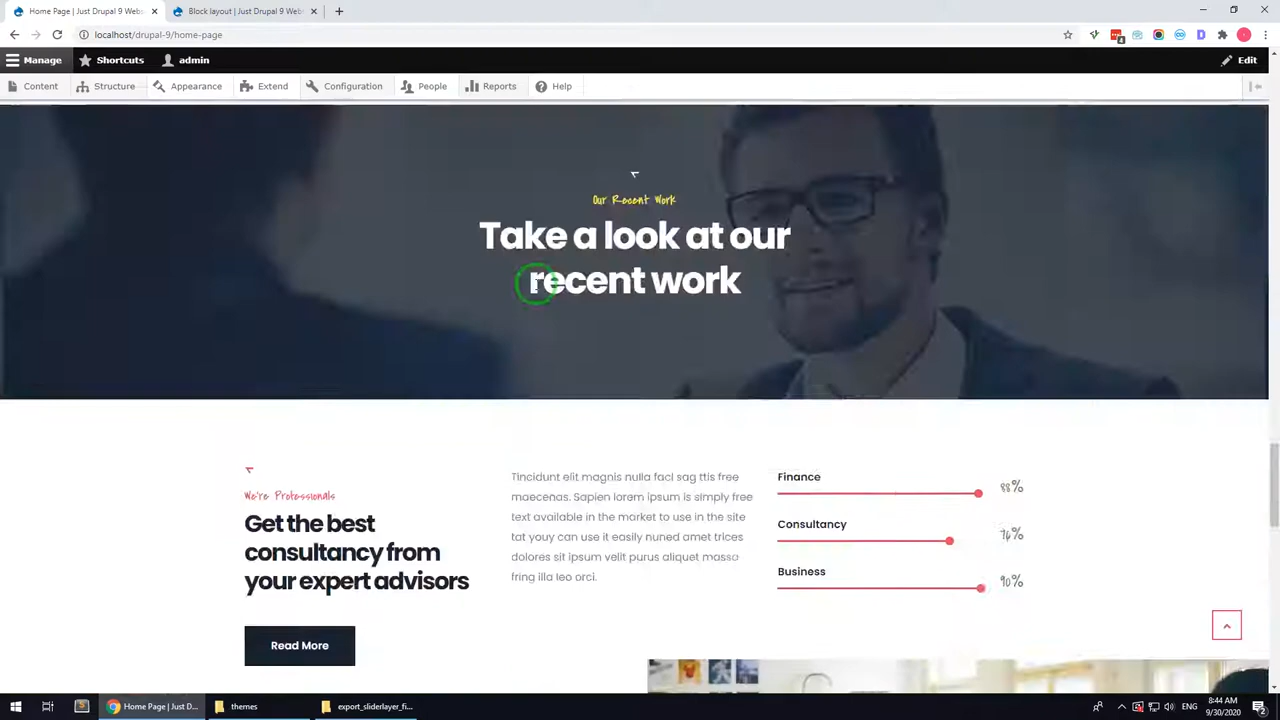 Home Page | Just Drupal 9 Webs
Block layout | Just Drupal 9 Web
localhost/drupal-9/home-page
Manage
Shortcuts
admin
Edit
Content
Structure
Appearance
Extend
Configuration
People
Reports
Help
Our Recent Work
Take a look at our
recent work
We're Professionals
Get the best
consultancy from
your expert advisors
Read More
Tincidunt elit magnis nulla facl sag ttis free
maecenas. Sapien lorem ipsum is simply free
text available in the market to use in the site
tat youy can use it easily nuned amet trices
dolores sit ipsum velit purus aliquet massa
fring illa leo orci.
Finance
Consultancy
Business
90%
Home Page | Just D...
themes
export_sliderlayer_fi...
ENG
8:44 AM
9/30/2020